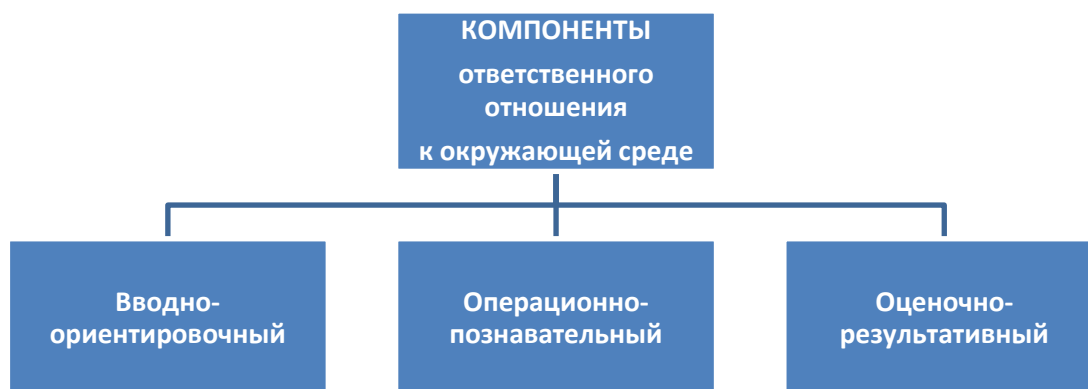 КОМПОНЕНТЫ
ответственного
отношения
к окружающей среде
Вводно-
ориентировочный
Операционно-
познавательный
Оценочно-
результативный